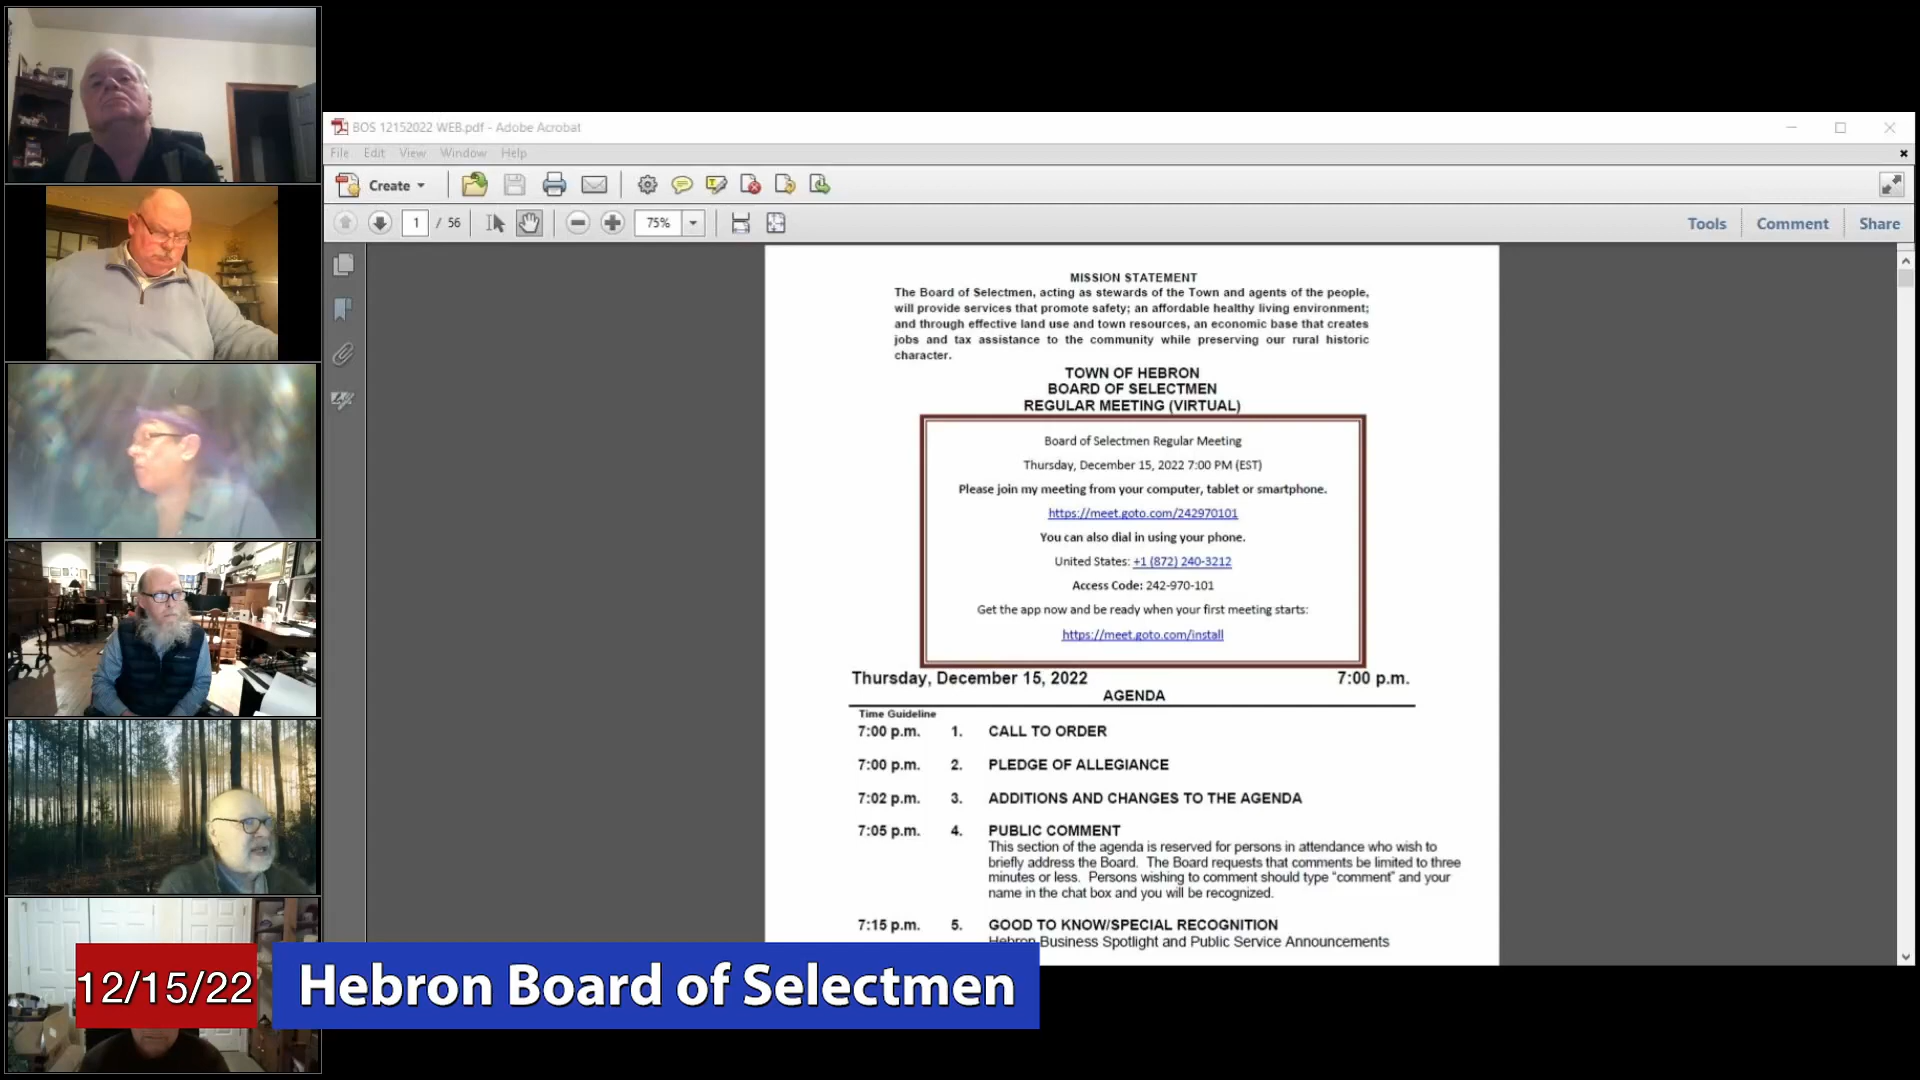 BOS 12152022 WEB.pdf - Adobe Acrobat
File Edit View Window Help
Create
1 / 56 75% Tools Comment Share
MISSION STATEMENT
The Board of Selectmen, acting as stewards of the Town and agents of the people,
will provide services that promote safety; an affordable healthy living environment;
and through effective land use and town resources, an economic base that creates
jobs and tax assistance to the community while preserving our rural historic
character.
TOWN OF HEBRON
BOARD OF SELECTMEN
REGULAR MEETING (VIRTUAL)
Board of Selectmen Regular Meeting
Thursday, December 15, 2022 7:00 PM (EST)
Please join my meeting from your computer, tablet or smartphone.
https://meet.goto.com/242970101
You can also dial in using your phone.
United States: +1 (872) 240-3212
Access Code: 242-970-101
Get the app now and be ready when your first meeting starts:
https://meet.goto.com/install
Thursday, December 15, 2022 7:00 p.m.
AGENDA
Time Guideline
7:00 p.m. 1. CALL TO ORDER
7:00 p.m. 2. PLEDGE OF ALLEGIANCE
7:02 p.m. 3. ADDITIONS AND CHANGES TO THE AGENDA
7:05 p.m. 4. PUBLIC COMMENT
This section of the agenda is reserved for persons in attendance who wish to
briefly address the Board. The Board requests that comments be limited to three
minutes or less. Persons wishing to comment should type “comment” and your
name in the chat box and you will be recognized.
7:15 p.m. 5. GOOD TO KNOW/SPECIAL RECOGNITION
Hebron Business Spotlight and Public Service Announcements
12/15/22 Hebron Board of Selectmen